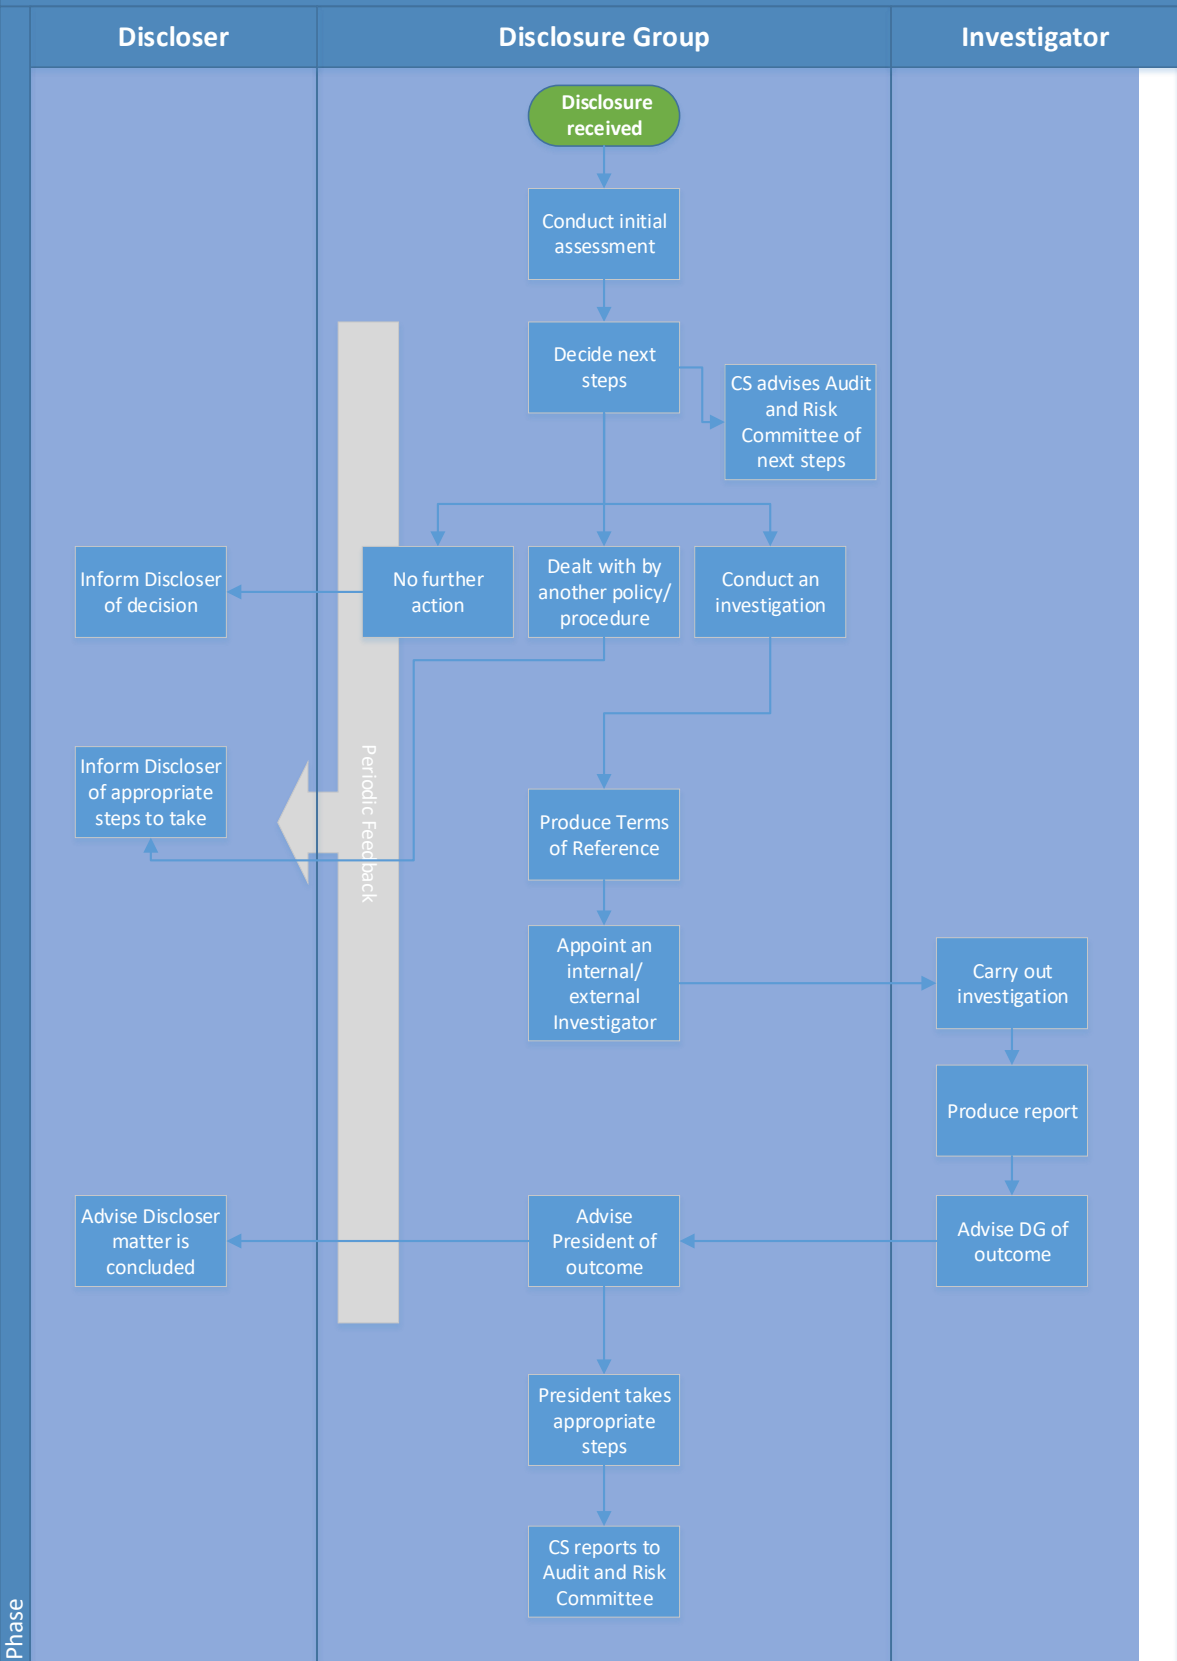 Discloser
Disclosure Group
Investigator
Disclosure
received
Conduct initial
assessment
Decide next
steps
CS advises Audit
and Risk
Committee of
next steps
Inform Discloser
of decision
No further
action
Dealt with by
another policy/
procedure
Conduct an
investigation
Inform Discloser
of appropriate
steps to take
Periodic Feedback
Produce Terms
of Reference
Appoint an
internal/
external
Investigator
Carry out
investigation
Produce report
Advise Discloser
matter is
concluded
Advise
President of
outcome
Advise DG of
outcome
President takes
appropriate
steps
CS reports to
Audit and Risk
Committee
Phase